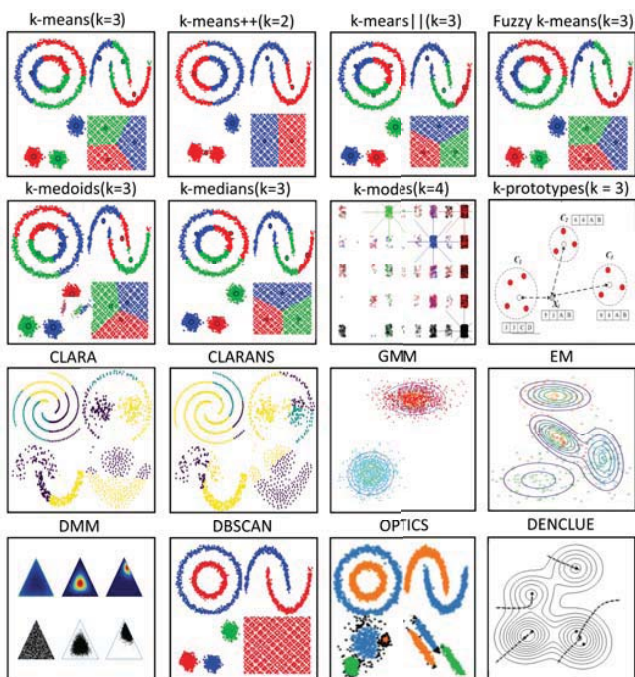 k-means(k=3) k-means++(k=2) k-mears||(k=3) Fuzzy k-means(k=3)
k-medoids(k=3) k-medians(k=3) k-modes(k=4) k-prototypes(k = 3)
CLARA CLARANS GMM EM
DMM DBSCAN OPTICS DENCLUE